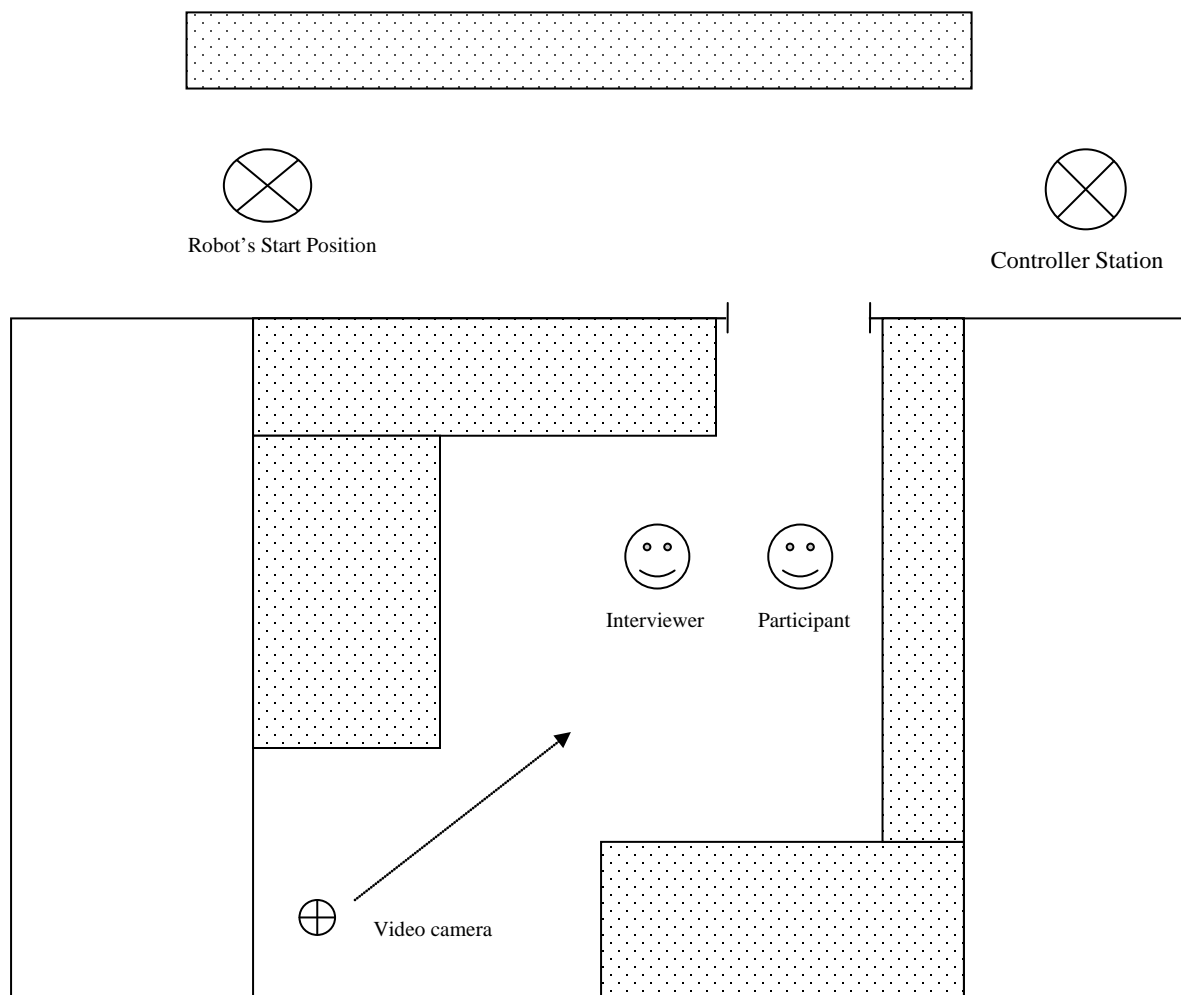 Robot’s Start Position
Controller Station
Interviewer
Participant
Video camera